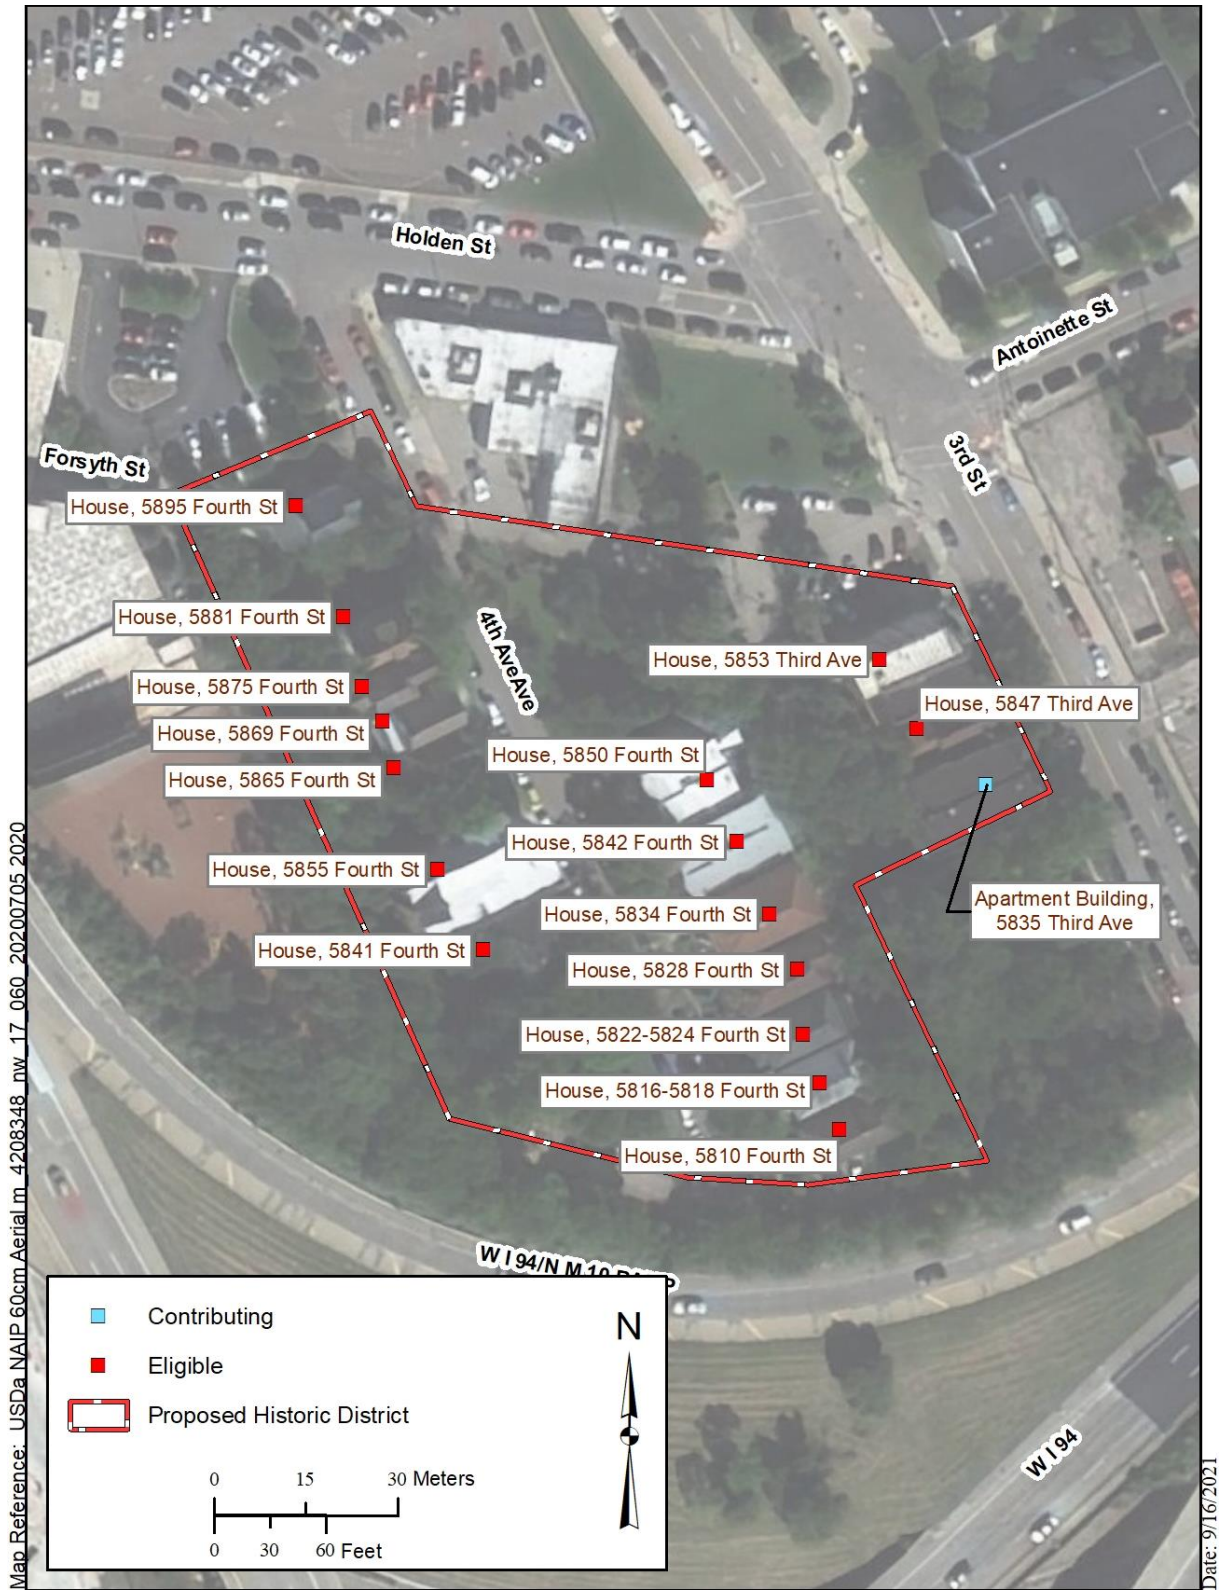 Holden St
Antoinette St
3rd St
Forsyth St
House, 5895 Fourth St
House, 5881 Fourth St
4th AveAve
House, 5853 Third Ave
House, 5875 Fourth St
House, 5847 Third Ave
House, 5869 Fourth St
House, 5850 Fourth St
House, 5865 Fourth St
House, 5842 Fourth St
House, 5855 Fourth St
Apartment Building,
5835 Third Ave
House, 5834 Fourth St
House, 5841 Fourth St
House, 5828 Fourth St
House, 5822-5824 Fourth St
House, 5816-5818 Fourth St
House, 5810 Fourth St
W I 94/N M 10
W I 94
Contributing
Eligible
Proposed Historic District
N
0 15 30 Meters
0 30 60 Feet
Map Reference: USDa NAIP 60cm Aerial m_4208348_nw_17_060_20200705 2020
Date: 9/16/2021